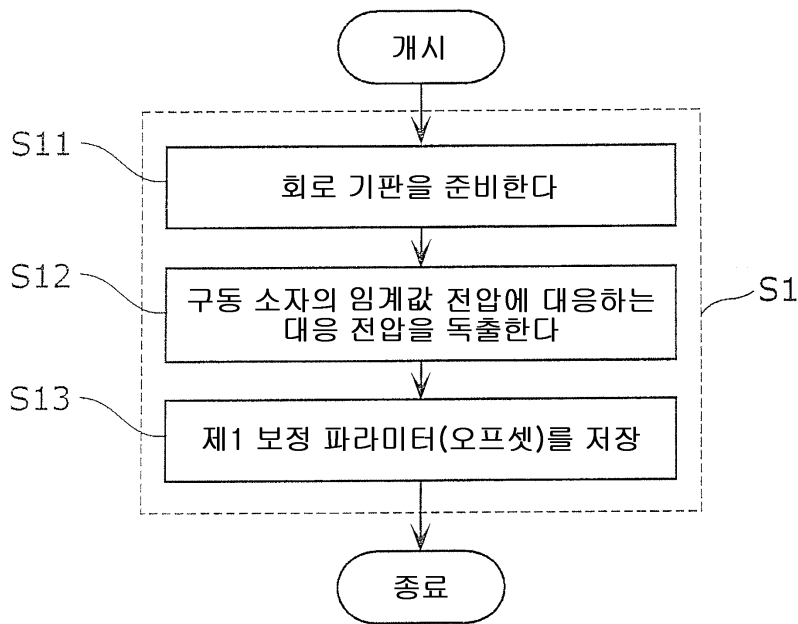 개시
S11
회로 기판을 준비한다
S12
구동 소자의 임계값 전압에 대응하는
대응 전압을 독출한다
S1
S13
제1 보정 파라미터(오프셋)를 저장
종료